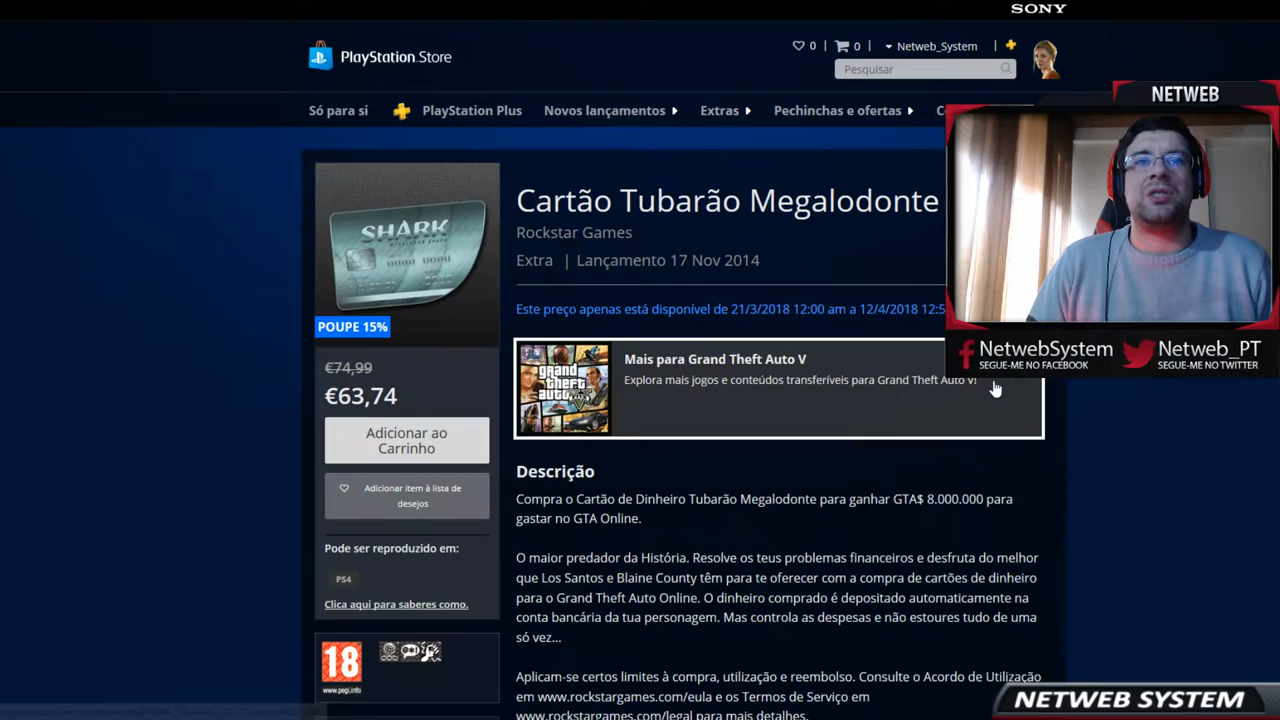 SONY
PlayStation.Store
0 | 0 | Netweb_System |
Pesquisar
NETWEB
Só para si PlayStation Plus Novos lançamentos Extras Pechinchas e ofertas
Cartão Tubarão Megalodonte
Rockstar Games
Extra | Lançamento 17 Nov 2014
SHARK
POUPE 15%
Este preço apenas está disponível de 21/3/2018 12:00 am a 12/4/2018 12:5
NetwebSystem
SEGUE-ME NO FACEBOOK
Netweb_PT
SEGUE-ME NO TWITTER
€74,99
€63,74
grand
theft
auto
Mais para Grand Theft Auto V
Explora mais jogos e conteúdos transferíveis para Grand Theft Auto V!
Adicionar ao
Carrinho
Adicionar item à lista de
desejos
Pode ser reproduzido em:
PS4
Clica aqui para saberes como.
18
www.pegi.info
Descrição
Compra o Cartão de Dinheiro Tubarão Megalodonte para ganhar GTA$ 8.000.000 para
gastar no GTA Online.
O maior predador da História. Resolve os teus problemas financeiros e desfruta do melhor
que Los Santos e Blaine County têm para te oferecer com a compra de cartões de dinheiro
para o Grand Theft Auto Online. O dinheiro comprado é depositado automaticamente na
conta bancária da tua personagem. Mas controla as despesas e não estoures tudo de uma
só vez...
Aplicam-se certos limites à compra, utilização e reembolso. Consulte o Acordo de Utilização
em www.rockstargames.com/eula e os Termos de Serviço em
www.rockstargames.com/legal para mais detalhes.
NETWEB SYSTEM